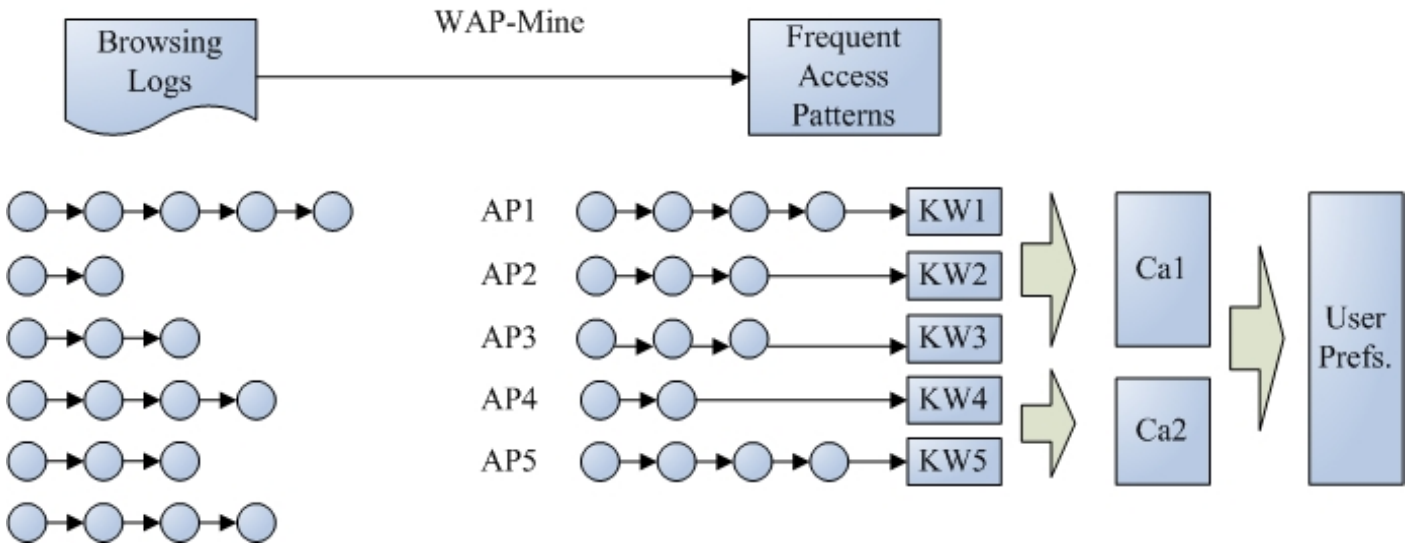 WAP-Mine
Browsing
Logs
Frequent
Access
Patterns
AP1
KW1
AP2
KW2
AP3
KW3
AP4
KW4
AP5
KW5
Ca1
Ca2
User
Prefs.